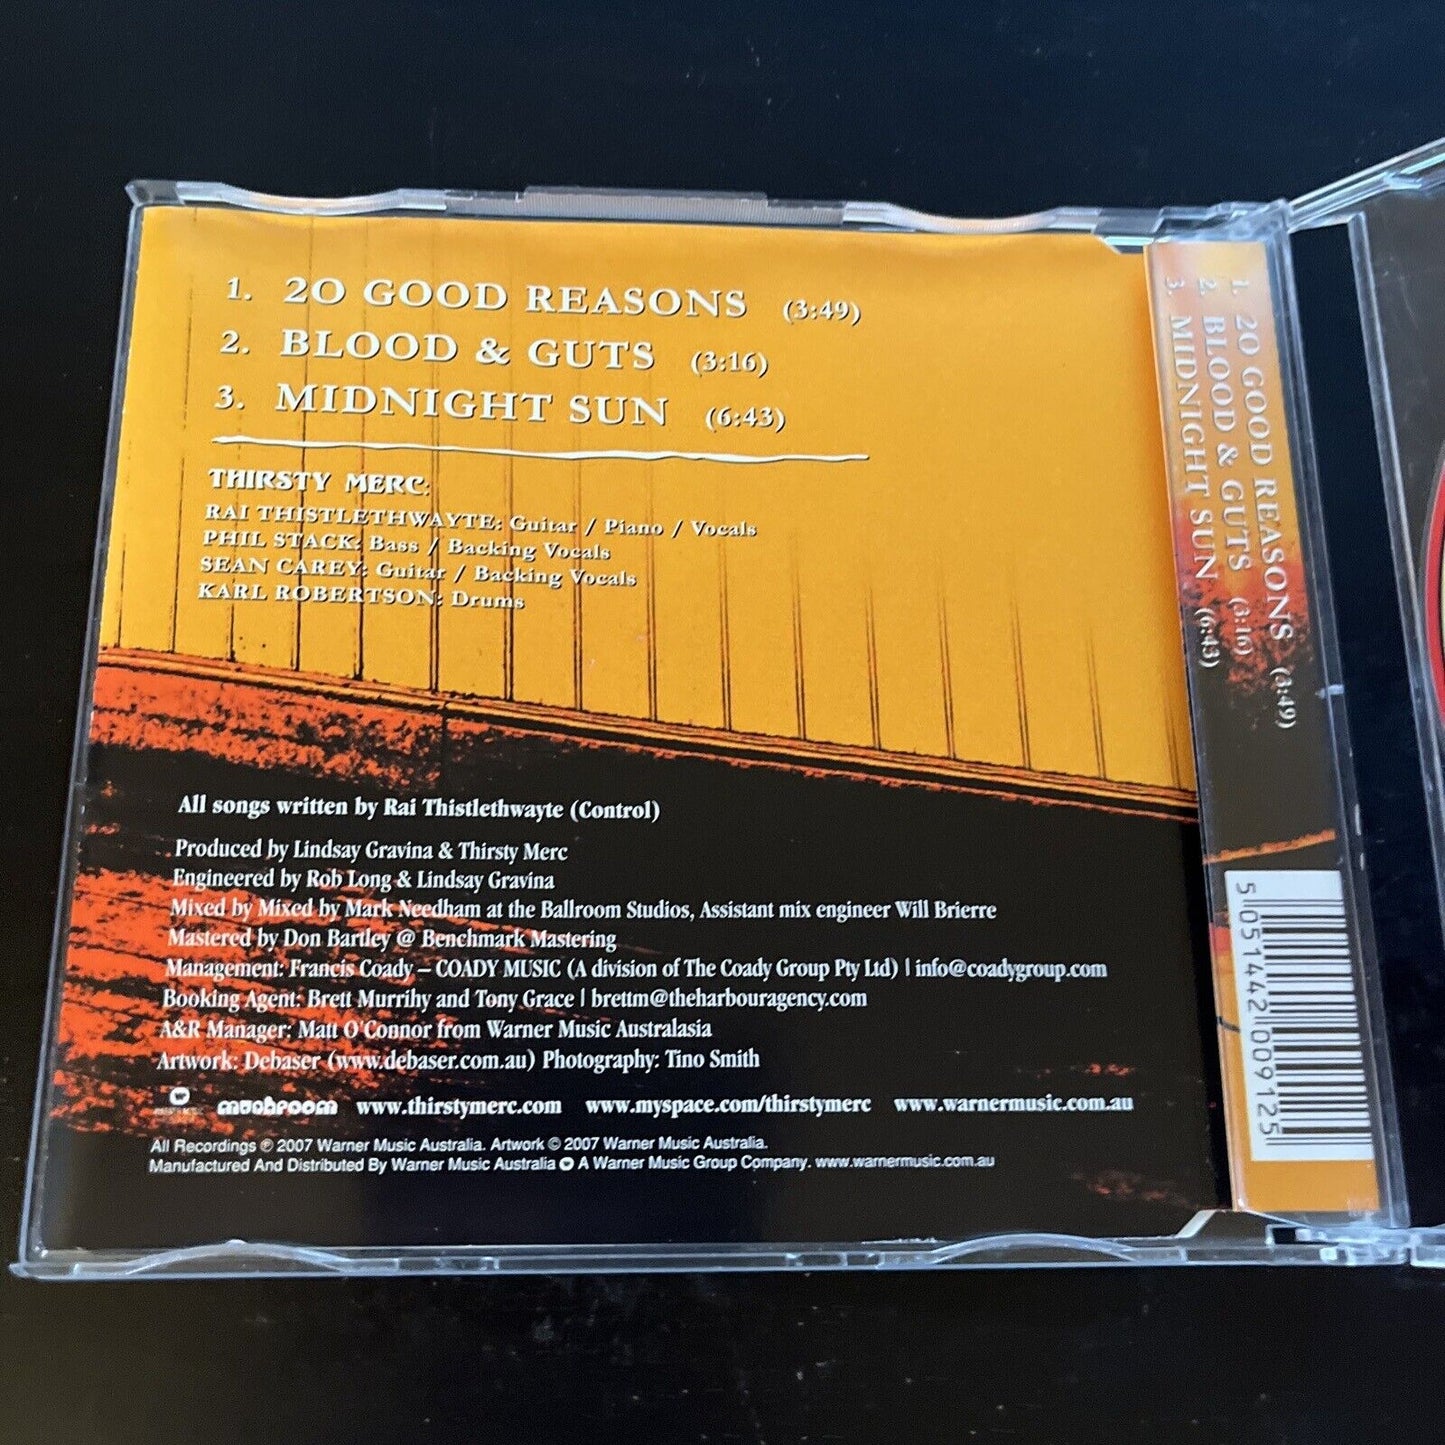 1. 20 GOOD REASONS (3:49)
2. BLOOD & GUTS (3:16)
3. MIDNIGHT SUN (6:43)
THIRSTY MERC:
RAI THISTLETHWAYTE: Guitar / Piano / Vocals
PHIL STACK: Bass / Backing Vocals
SEAN CAREY: Guitar / Backing Vocals
KARL ROBERTSON: Drums
All songs written by Rai Thistlethwayte (Control)
Produced by Lindsay Gravina & Thirsty Merc
Engineered by Rob Long & Lindsay Gravina
Mixed by Mixed by Mark Needham at the Ballroom Studios, Assistant mix engineer Will Brierre
Mastered by Don Bartley @ Benchmark Mastering
Management: Francis Coady – COADY MUSIC (A division of The Coady Group Pty Ltd) | info@coadygroup.com
Booking Agent: Brett Murrihy and Tony Grace | brettm@theharbouragency.com
A&R Manager: Matt O'Connor from Warner Music Australasia
Artwork: Debaser (www.debaser.com.au) Photography: Tino Smith
mushroom www.thirstymerc.com www.myspace.com/thirstymerc www.warnermusic.com.au
All Recordings ℗ 2007 Warner Music Australia. Artwork © 2007 Warner Music Australia.
Manufactured And Distributed By Warner Music Australia A Warner Music Group Company. www.warnermusic.com.au
1. 20 GOOD REASONS (3:49)
2. BLOOD & GUTS (3:16)
3. MIDNIGHT SUN (6:43)
5 051442 009125